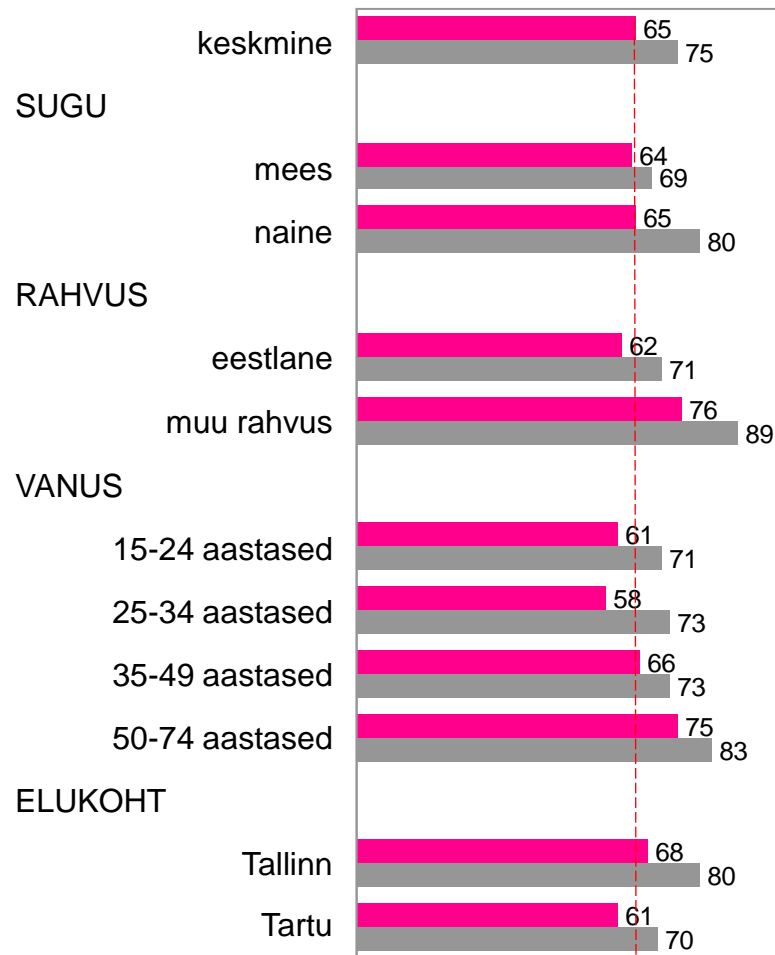 keskmine 65
75
SUGU
mees 64
69
naine 65
80
RAHVUS
eestlane 62
71
muu rahvus 76
89
VANUS
15-24 aastased 61
71
25-34 aastased 58
73
35-49 aastased 66
73
50-74 aastased 75
83
ELUKOHT
Tallinn 68
80
Tartu 61
70